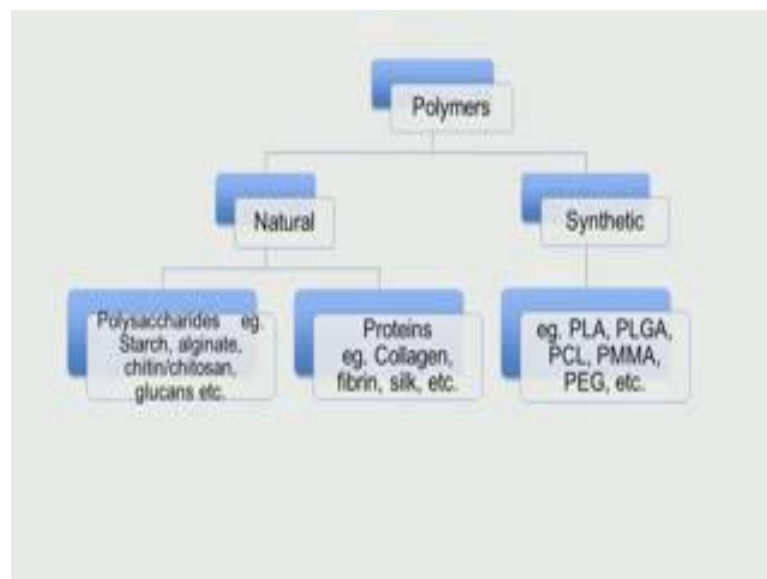 Polymers
Natural
Synthetic
Polysaccharides eg.
Starch, alginate,
chitin/chitosan,
glucans etc.
Proteins
eg. Collagen,
fibrin, silk, etc.
eg. PLA, PLGA,
PCL, PMMA,
PEG, etc.